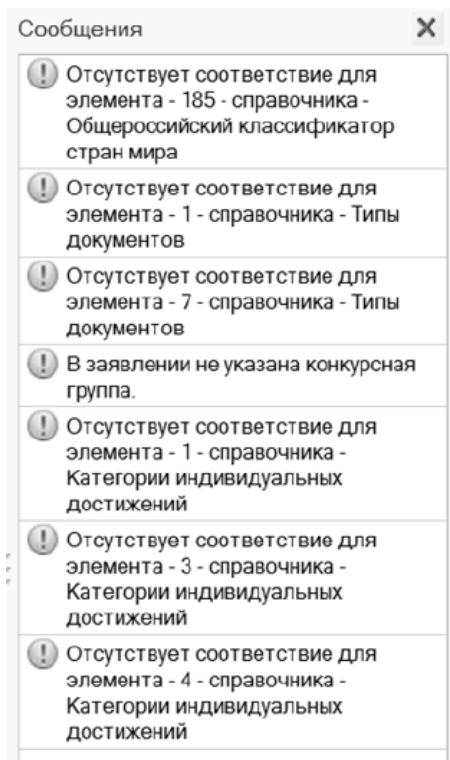 Сообщения
Отсутствует соответствие для
элемента - 185 - справочника -
Общероссийский классификатор
стран мира
Отсутствует соответствие для
элемента - 1 - справочника - Типы
документов
Отсутствует соответствие для
элемента - 7 - справочника - Типы
документов
В заявлении не указана конкурсная
группа.
Отсутствует соответствие для
элемента - 1 - справочника -
Категории индивидуальных
достижений
Отсутствует соответствие для
элемента - 3 - справочника -
Категории индивидуальных
достижений
Отсутствует соответствие для
элемента - 4 - справочника -
Категории индивидуальных
достижений